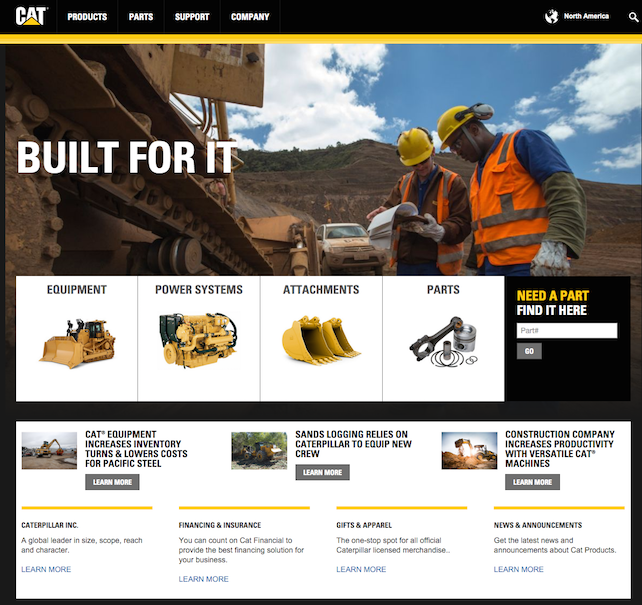 CAT
PRODUCTS
PARTS
SUPPORT
COMPANY
North America
BUILT FOR IT
EQUIPMENT
POWER SYSTEMS
ATTACHMENTS
PARTS
NEED A PART
FIND IT HERE
Part#
GO
CAT® EQUIPMENT
INCREASES INVENTORY
TURNS & LOWERS COSTS
FOR PACIFIC STEEL
LEARN MORE
SANDS LOGGING RELIES ON
CATERPILLAR TO EQUIP NEW
CREW
LEARN MORE
CONSTRUCTION COMPANY
INCREASES PRODUCTIVITY
WITH VERSATILE CAT®
MACHINES
LEARN MORE
CATERPILLAR INC.
A global leader in size, scope, reach
and character.
LEARN MORE
FINANCING & INSURANCE
You can count on Cat Financial to
provide the best financing solution for
your business.
LEARN MORE
GIFTS & APPAREL
The one-stop spot for all official
Caterpillar licensed merchandise..
LEARN MORE
NEWS & ANNOUNCEMENTS
Get the latest news and
announcements about Cat Products.
LEARN MORE